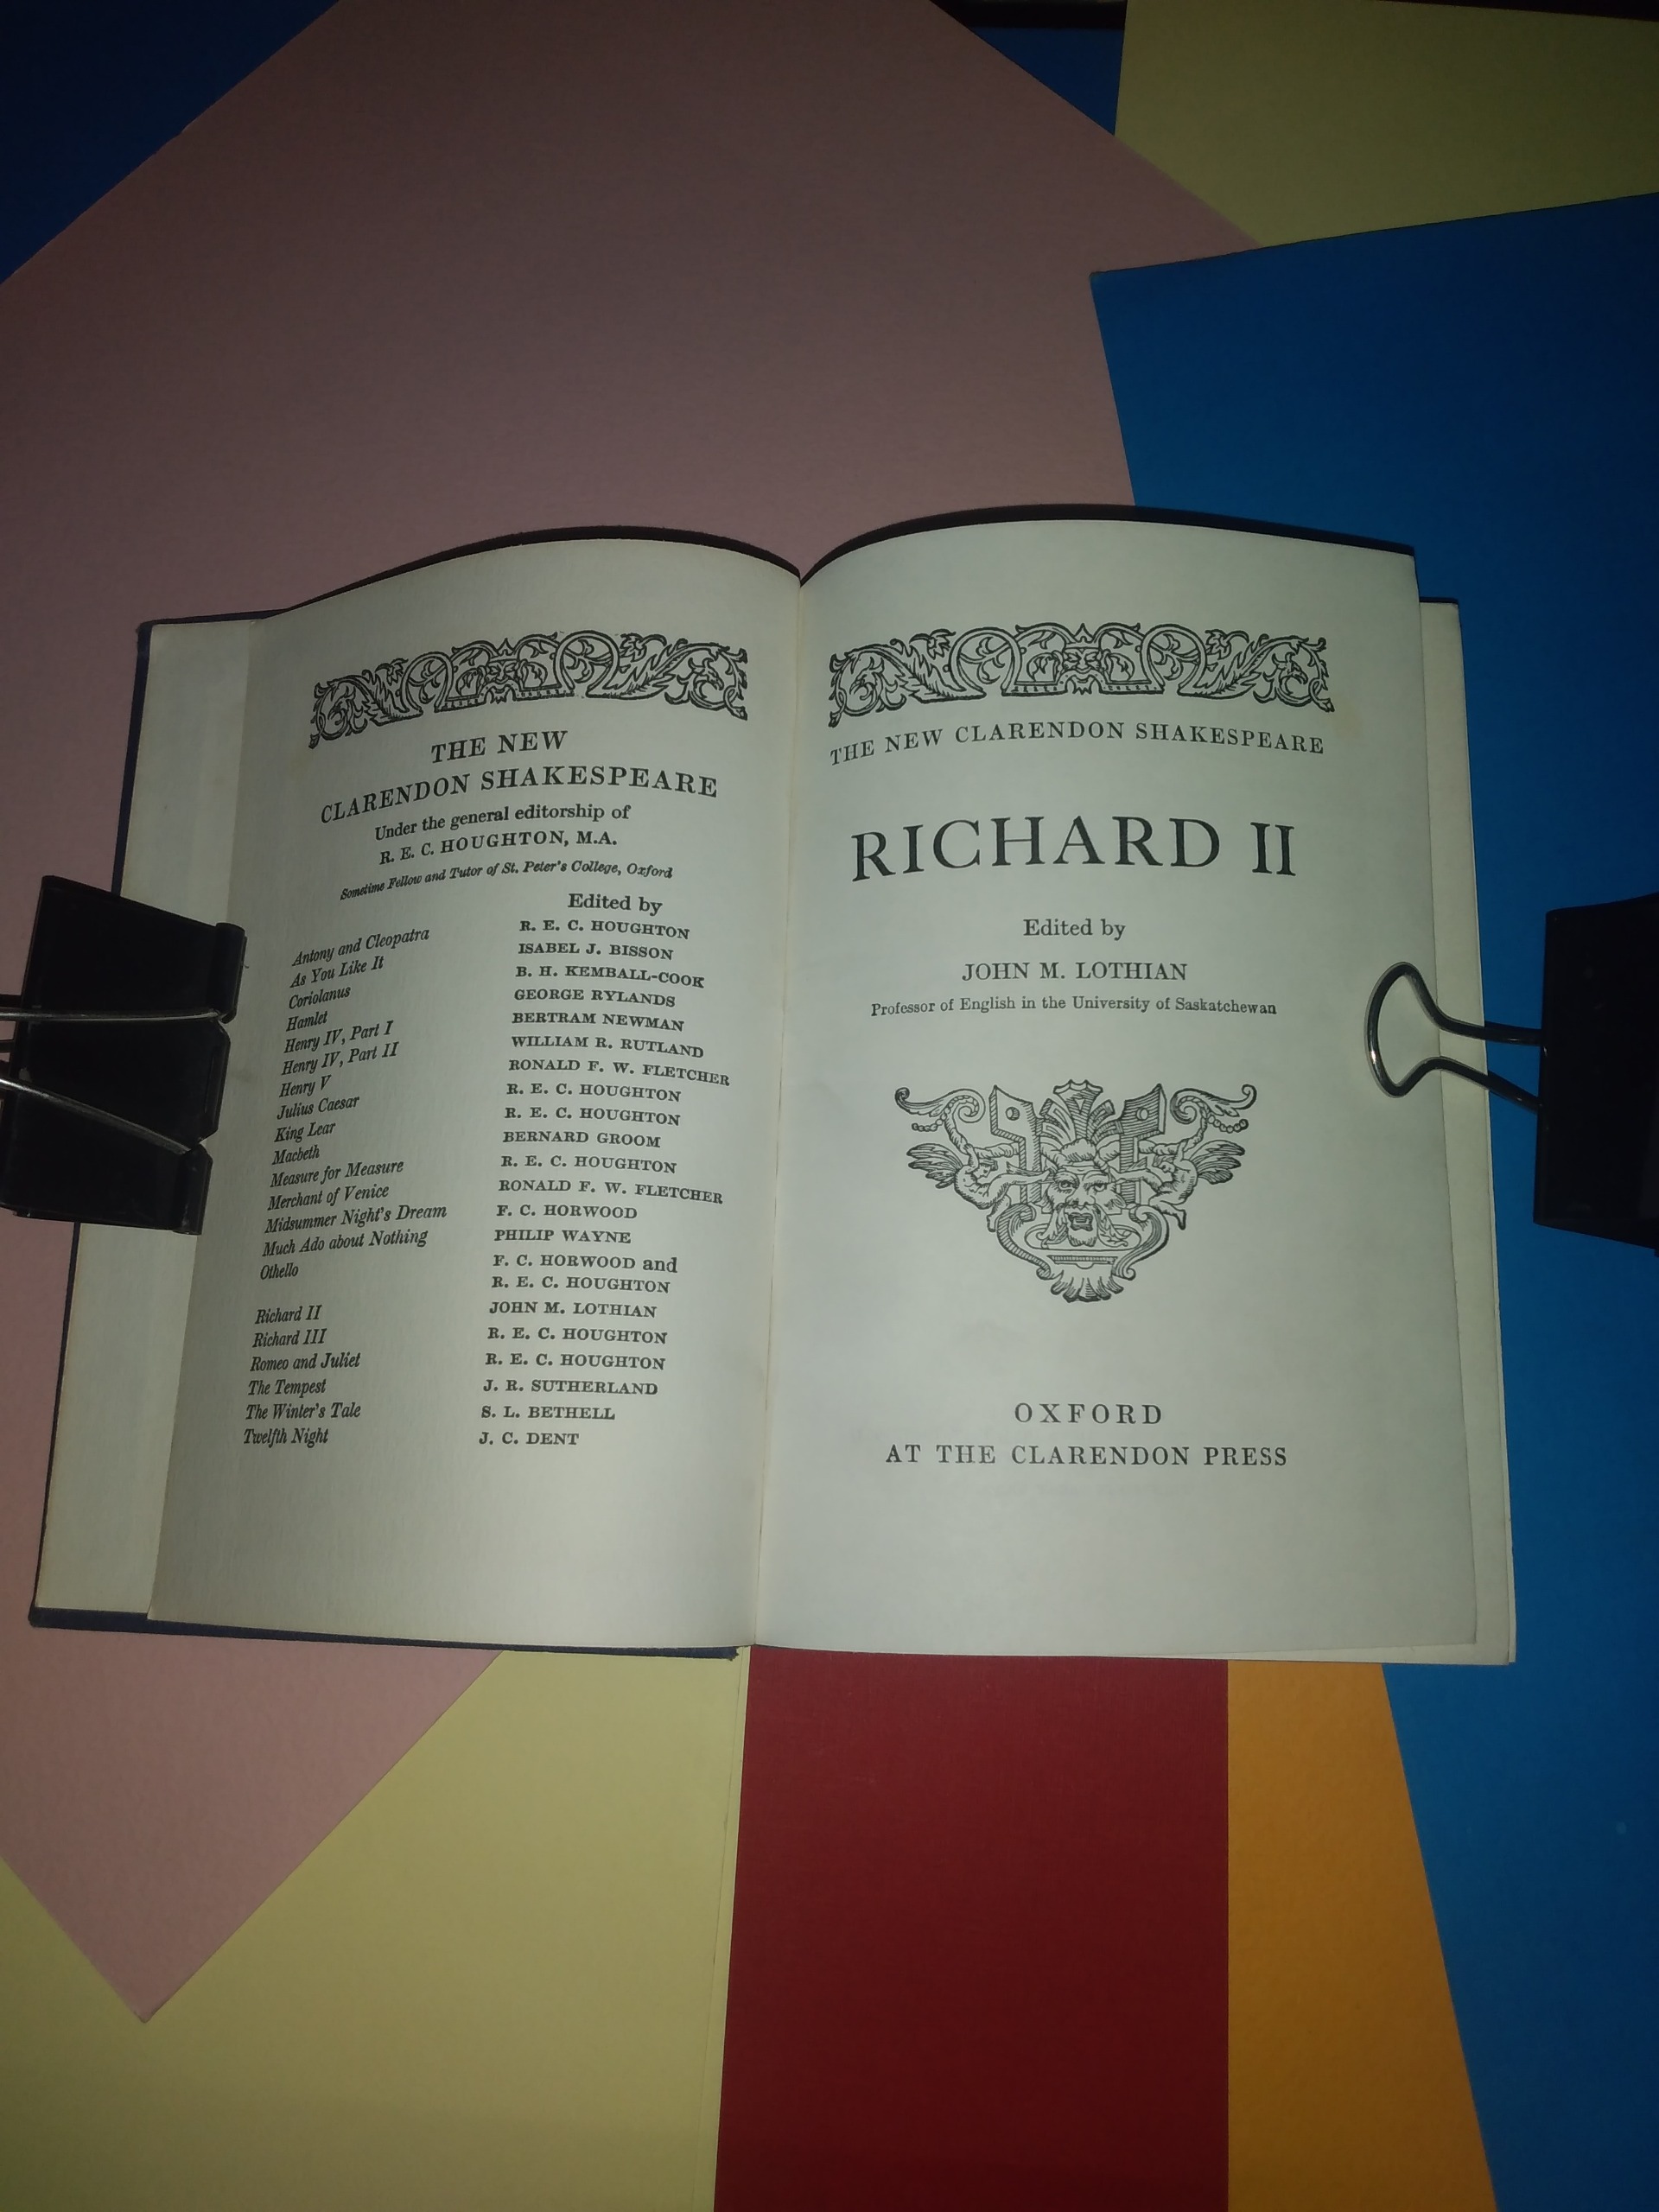 THE NEW
CLARENDON SHAKESPEARE
Under the general editorship of
R. E. C. HOUGHTON, M.A.
Sometime Fellow and Tutor of St. Peter's College, Oxford
Edited by
Antony and Cleopatra R. E. C. HOUGHTON
As You Like It ISABEL J. BISSON
Coriolanus B. H. KEMBALL-COOK
Hamlet GEORGE RYLANDS
Henry IV, Part I BERTRAM NEWMAN
Henry IV, Part II WILLIAM R. RUTLAND
Henry V RONALD F. W. FLETCHER
Julius Caesar R. E. C. HOUGHTON
King Lear R. E. C. HOUGHTON
Macbeth BERNARD GROOM
Measure for Measure R. E. C. HOUGHTON
Merchant of Venice RONALD F. W. FLETCHER
Midsummer Night's Dream F. C. HORWOOD
Much Ado about Nothing PHILIP WAYNE
Othello F. C. HORWOOD and
R. E. C. HOUGHTON
Richard II JOHN M. LOTHIAN
Richard III R. E. C. HOUGHTON
Romeo and Juliet R. E. C. HOUGHTON
The Tempest J. R. SUTHERLAND
The Winter's Tale S. L. BETHELL
Twelfth Night J. C. DENT
THE NEW CLARENDON SHAKESPEARE
RICHARD II
Edited by
JOHN M. LOTHIAN
Professor of English in the University of Saskatchewan
OXFORD
AT THE CLARENDON PRESS